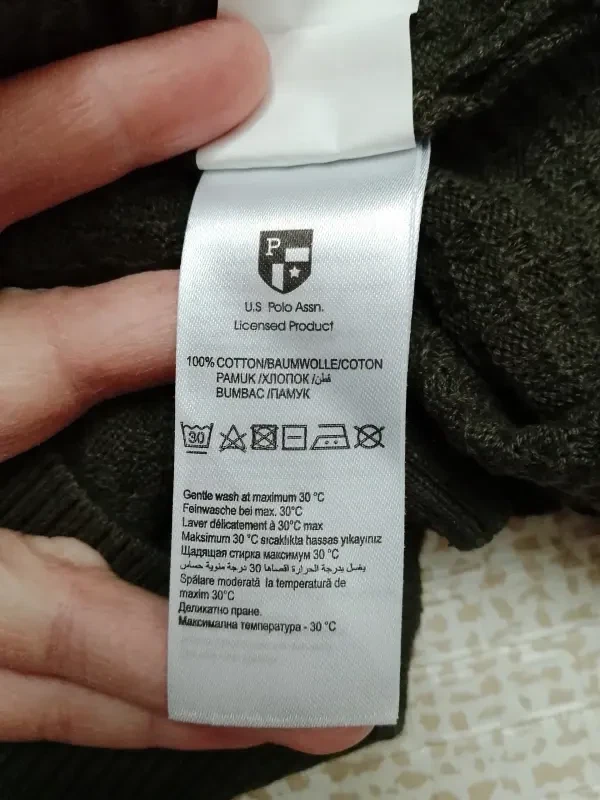 P
U.S. Polo Assn.
Licensed Product
100% COTTON/BAUMWOLLE/COTON
PAMUK/ХЛОПОК/قطن
BUMBAC/ПАМУК
30
Gentle wash at maximum 30 °C
Feinwasche bei max. 30°C
Laver délicatement à 30°C max
Maksimum 30 °C sıcaklıkta hassas yıkayınız
Щадящая стирка максимум 30 °C
يغسل بدرجة الحرارة اقصاها 30 درجة مئوية حساس
Spălare moderată la temperatură de
maxim 30°C
Деликатно пране.
Максимална температура - 30 °C